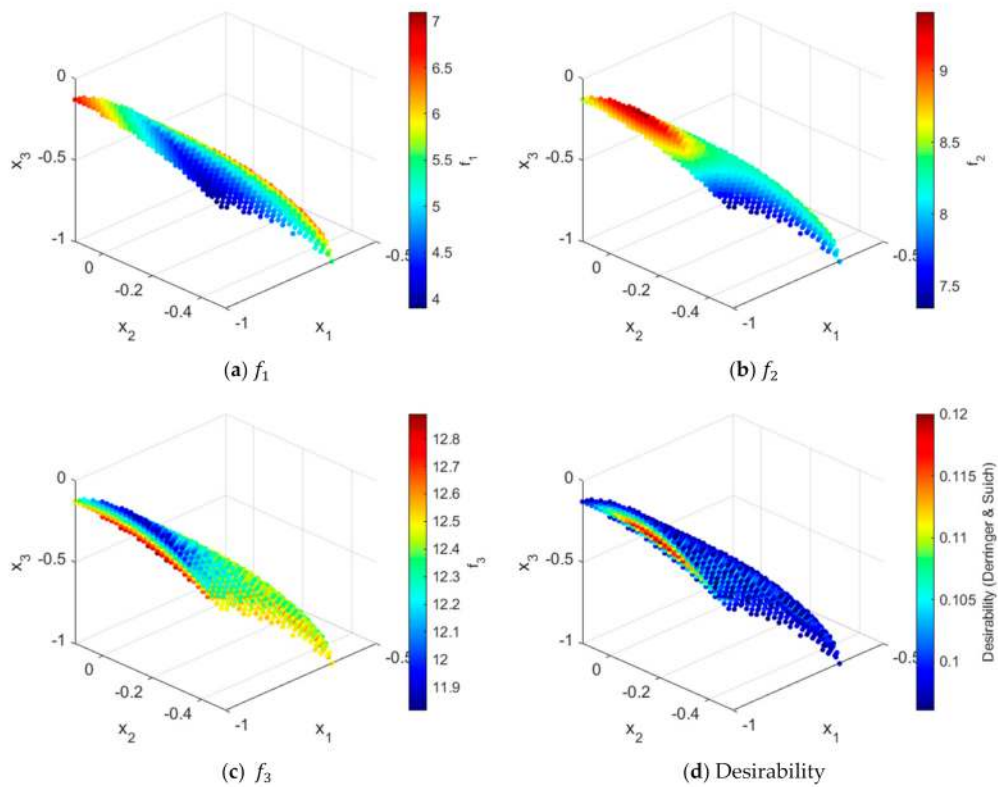 7
6.5
6
5.5
5
4.5
4
f1
0
-0.5
-1
x3
0
-0.2
-0.4
x2
-1
-0.5
x1
(a) f1
9
8.5
8
7.5
f2
0
-0.5
-1
x3
0
-0.2
-0.4
x2
-1
-0.5
x1
(b) f2
12.8
12.7
12.6
12.5
12.4
12.3
12.2
12.1
12
11.9
f3
0
-0.5
-1
x3
0
-0.2
-0.4
x2
-1
-0.5
x1
(c) f3
0.12
0.115
0.11
0.105
0.1
Desirability (Derringer & Suich)
0
-0.5
-1
x3
0
-0.2
-0.4
x2
-1
-0.5
x1
(d) Desirability